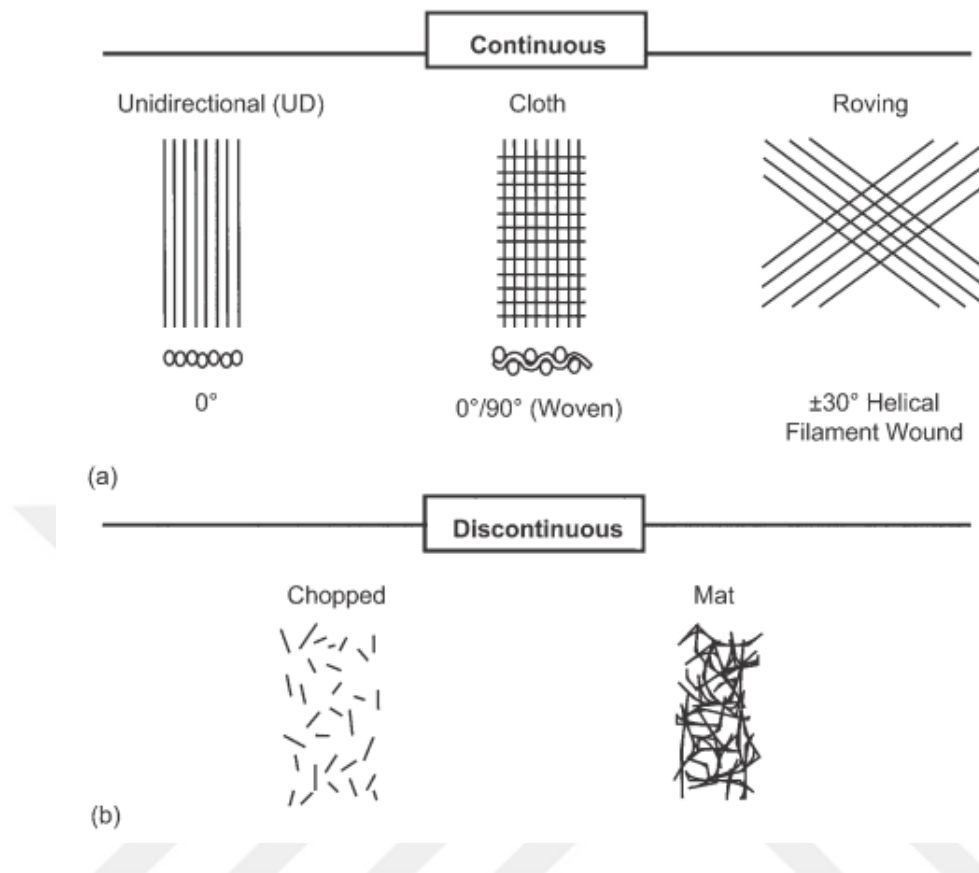 Continuous
Unidirectional (UD)
Cloth
Roving
0°
0°/90° (Woven)
±30° Helical
Filament Wound
(a)
Discontinuous
Chopped
Mat
(b)